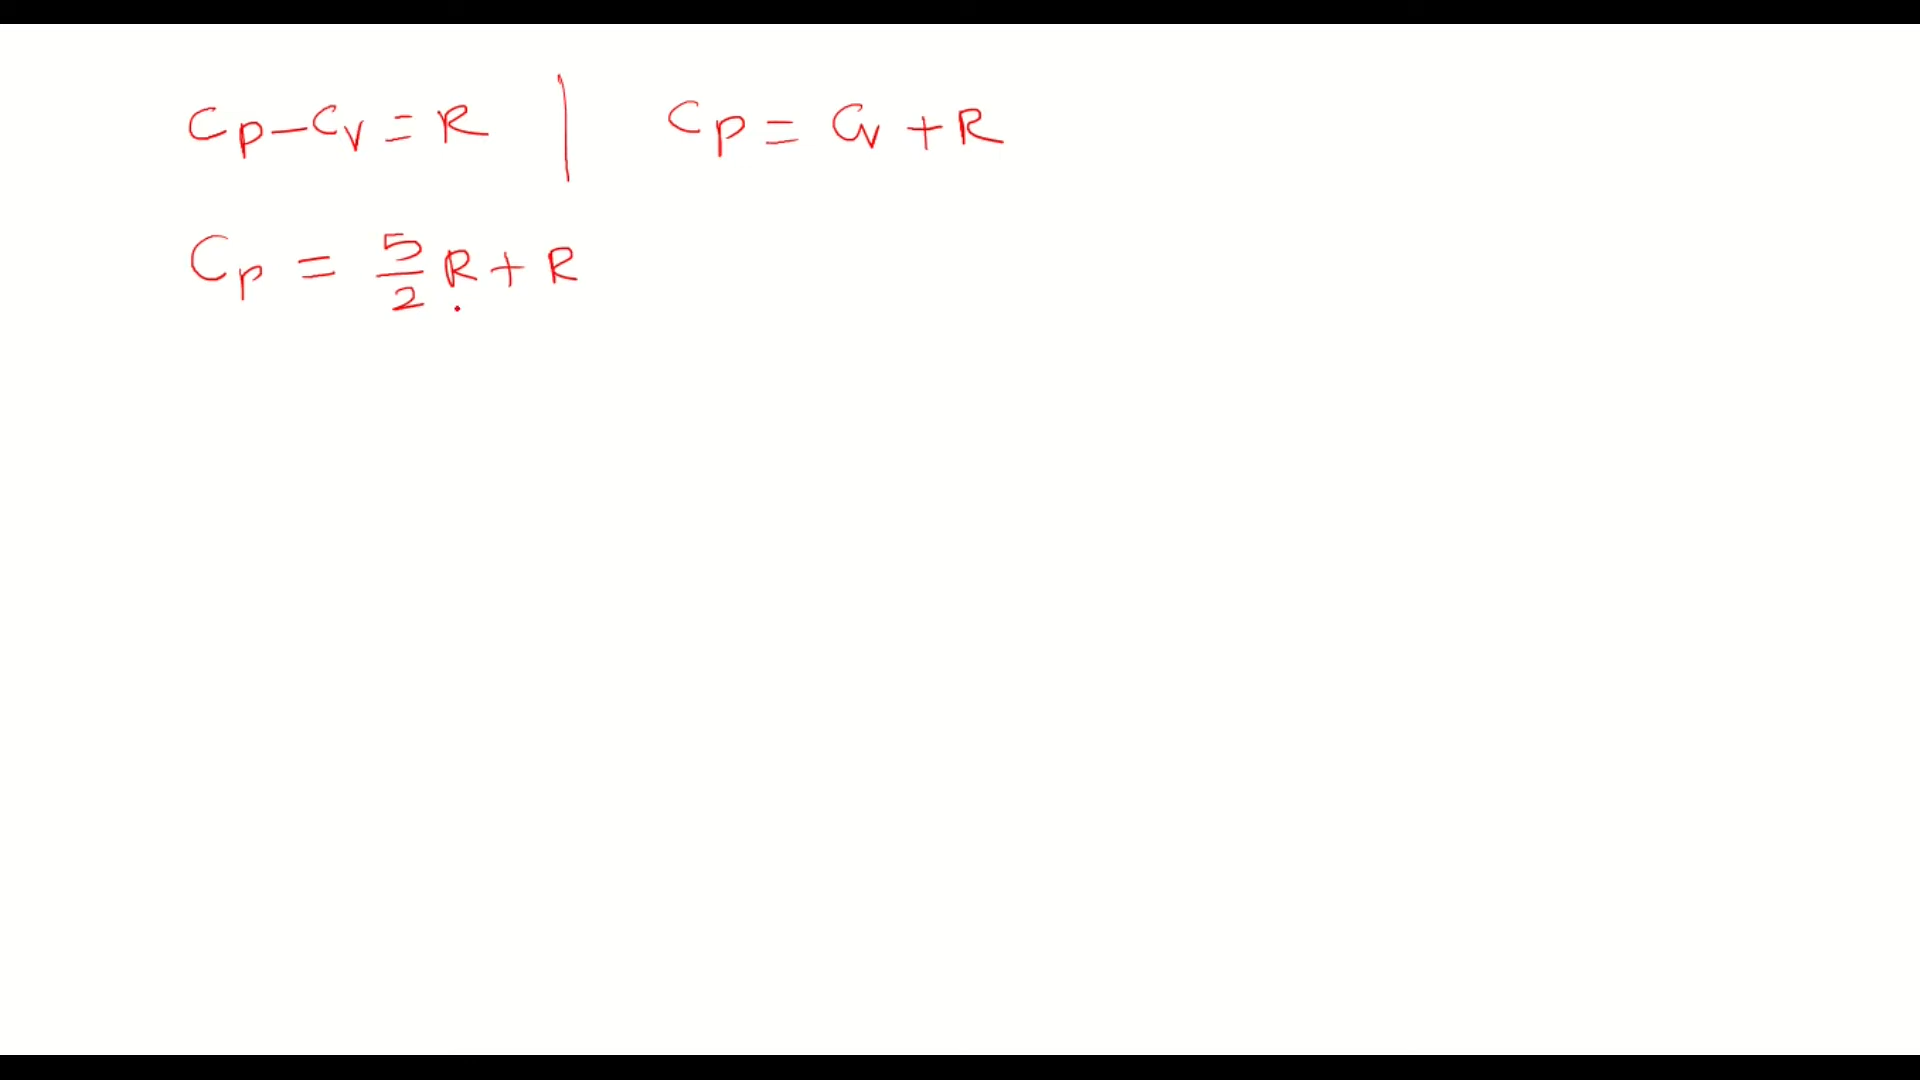 Cp-Cv=R | Cp = Cv+R
Cp = 5/2 R + R